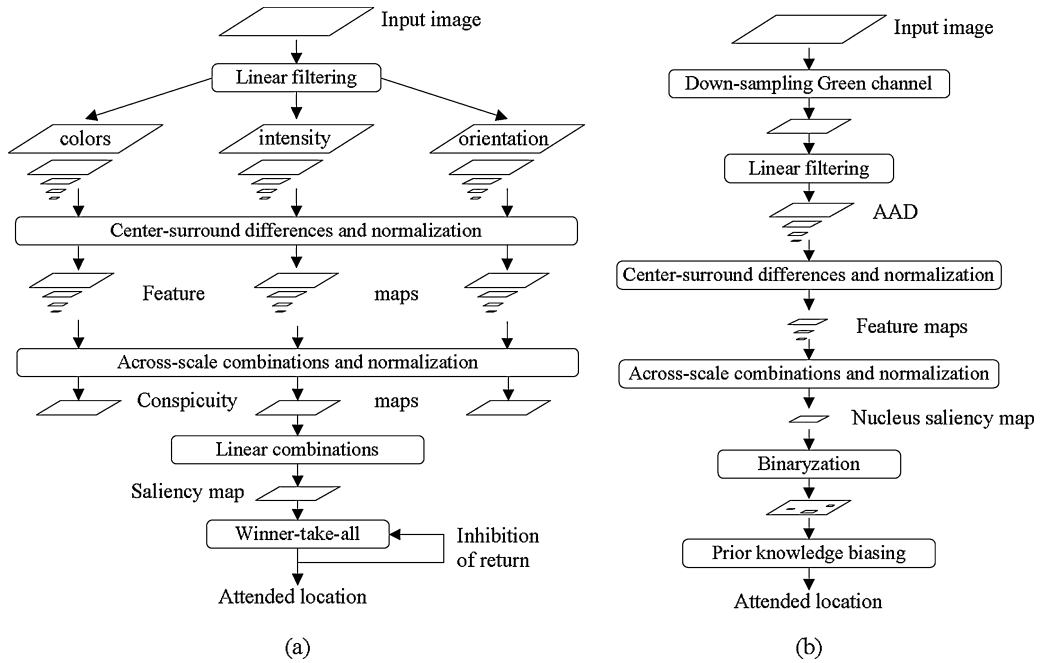 Input image
Linear filtering
colors
intensity
orientation
Center-surround differences and normalization
Feature maps
Across-scale combinations and normalization
Conspicuity maps
Linear combinations
Saliency map
Winner-take-all
Inhibition
of return
Attended location
(a)
Input image
Down-sampling Green channel
Linear filtering
AAD
Center-surround differences and normalization
Feature maps
Across-scale combinations and normalization
Nucleus saliency map
Binaryzation
Prior knowledge biasing
Attended location
(b)